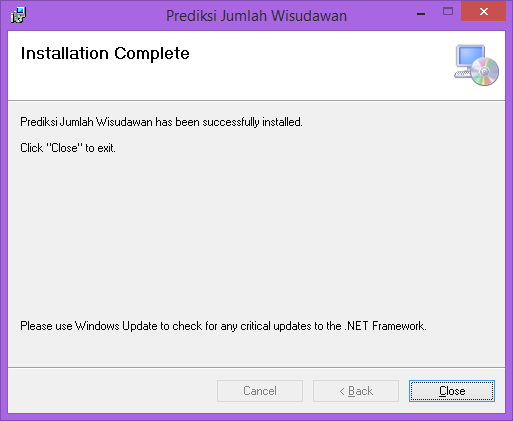 Prediksi Jumlah Wisudawan
Installation Complete
Prediksi Jumlah Wisudawan has been successfully installed.
Click "Close" to exit.
Please use Windows Update to check for any critical updates to the .NET Framework.
Cancel
< Back
Close